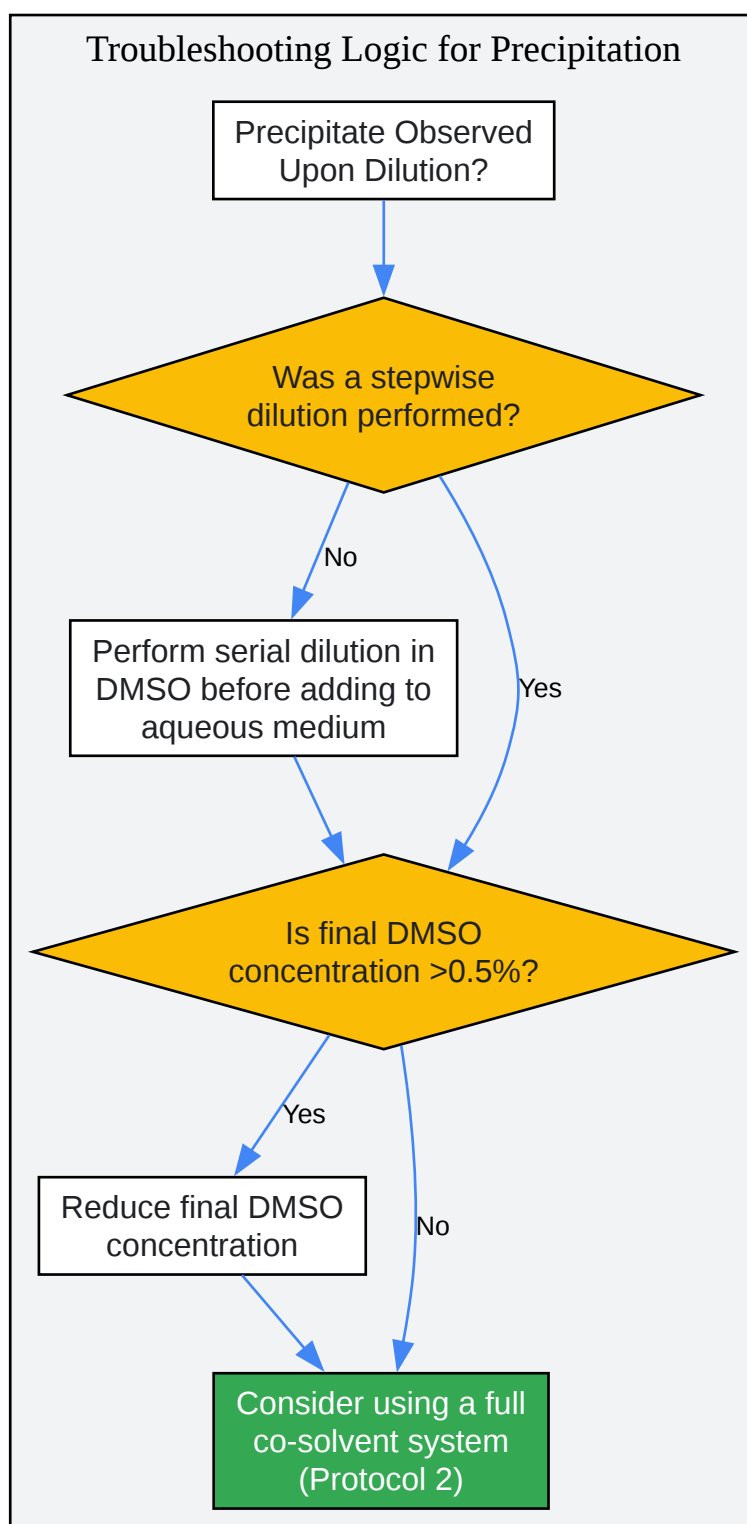 Troubleshooting Logic for Precipitation
Precipitate Observed
Upon Dilution?
Was a stepwise
dilution performed?
No
Perform serial dilution in
DMSO before adding to
aqueous medium
Yes
Is final DMSO
concentration >0.5%?
Yes
Reduce final DMSO
concentration
No
Consider using a full
co-solvent system
(Protocol 2)